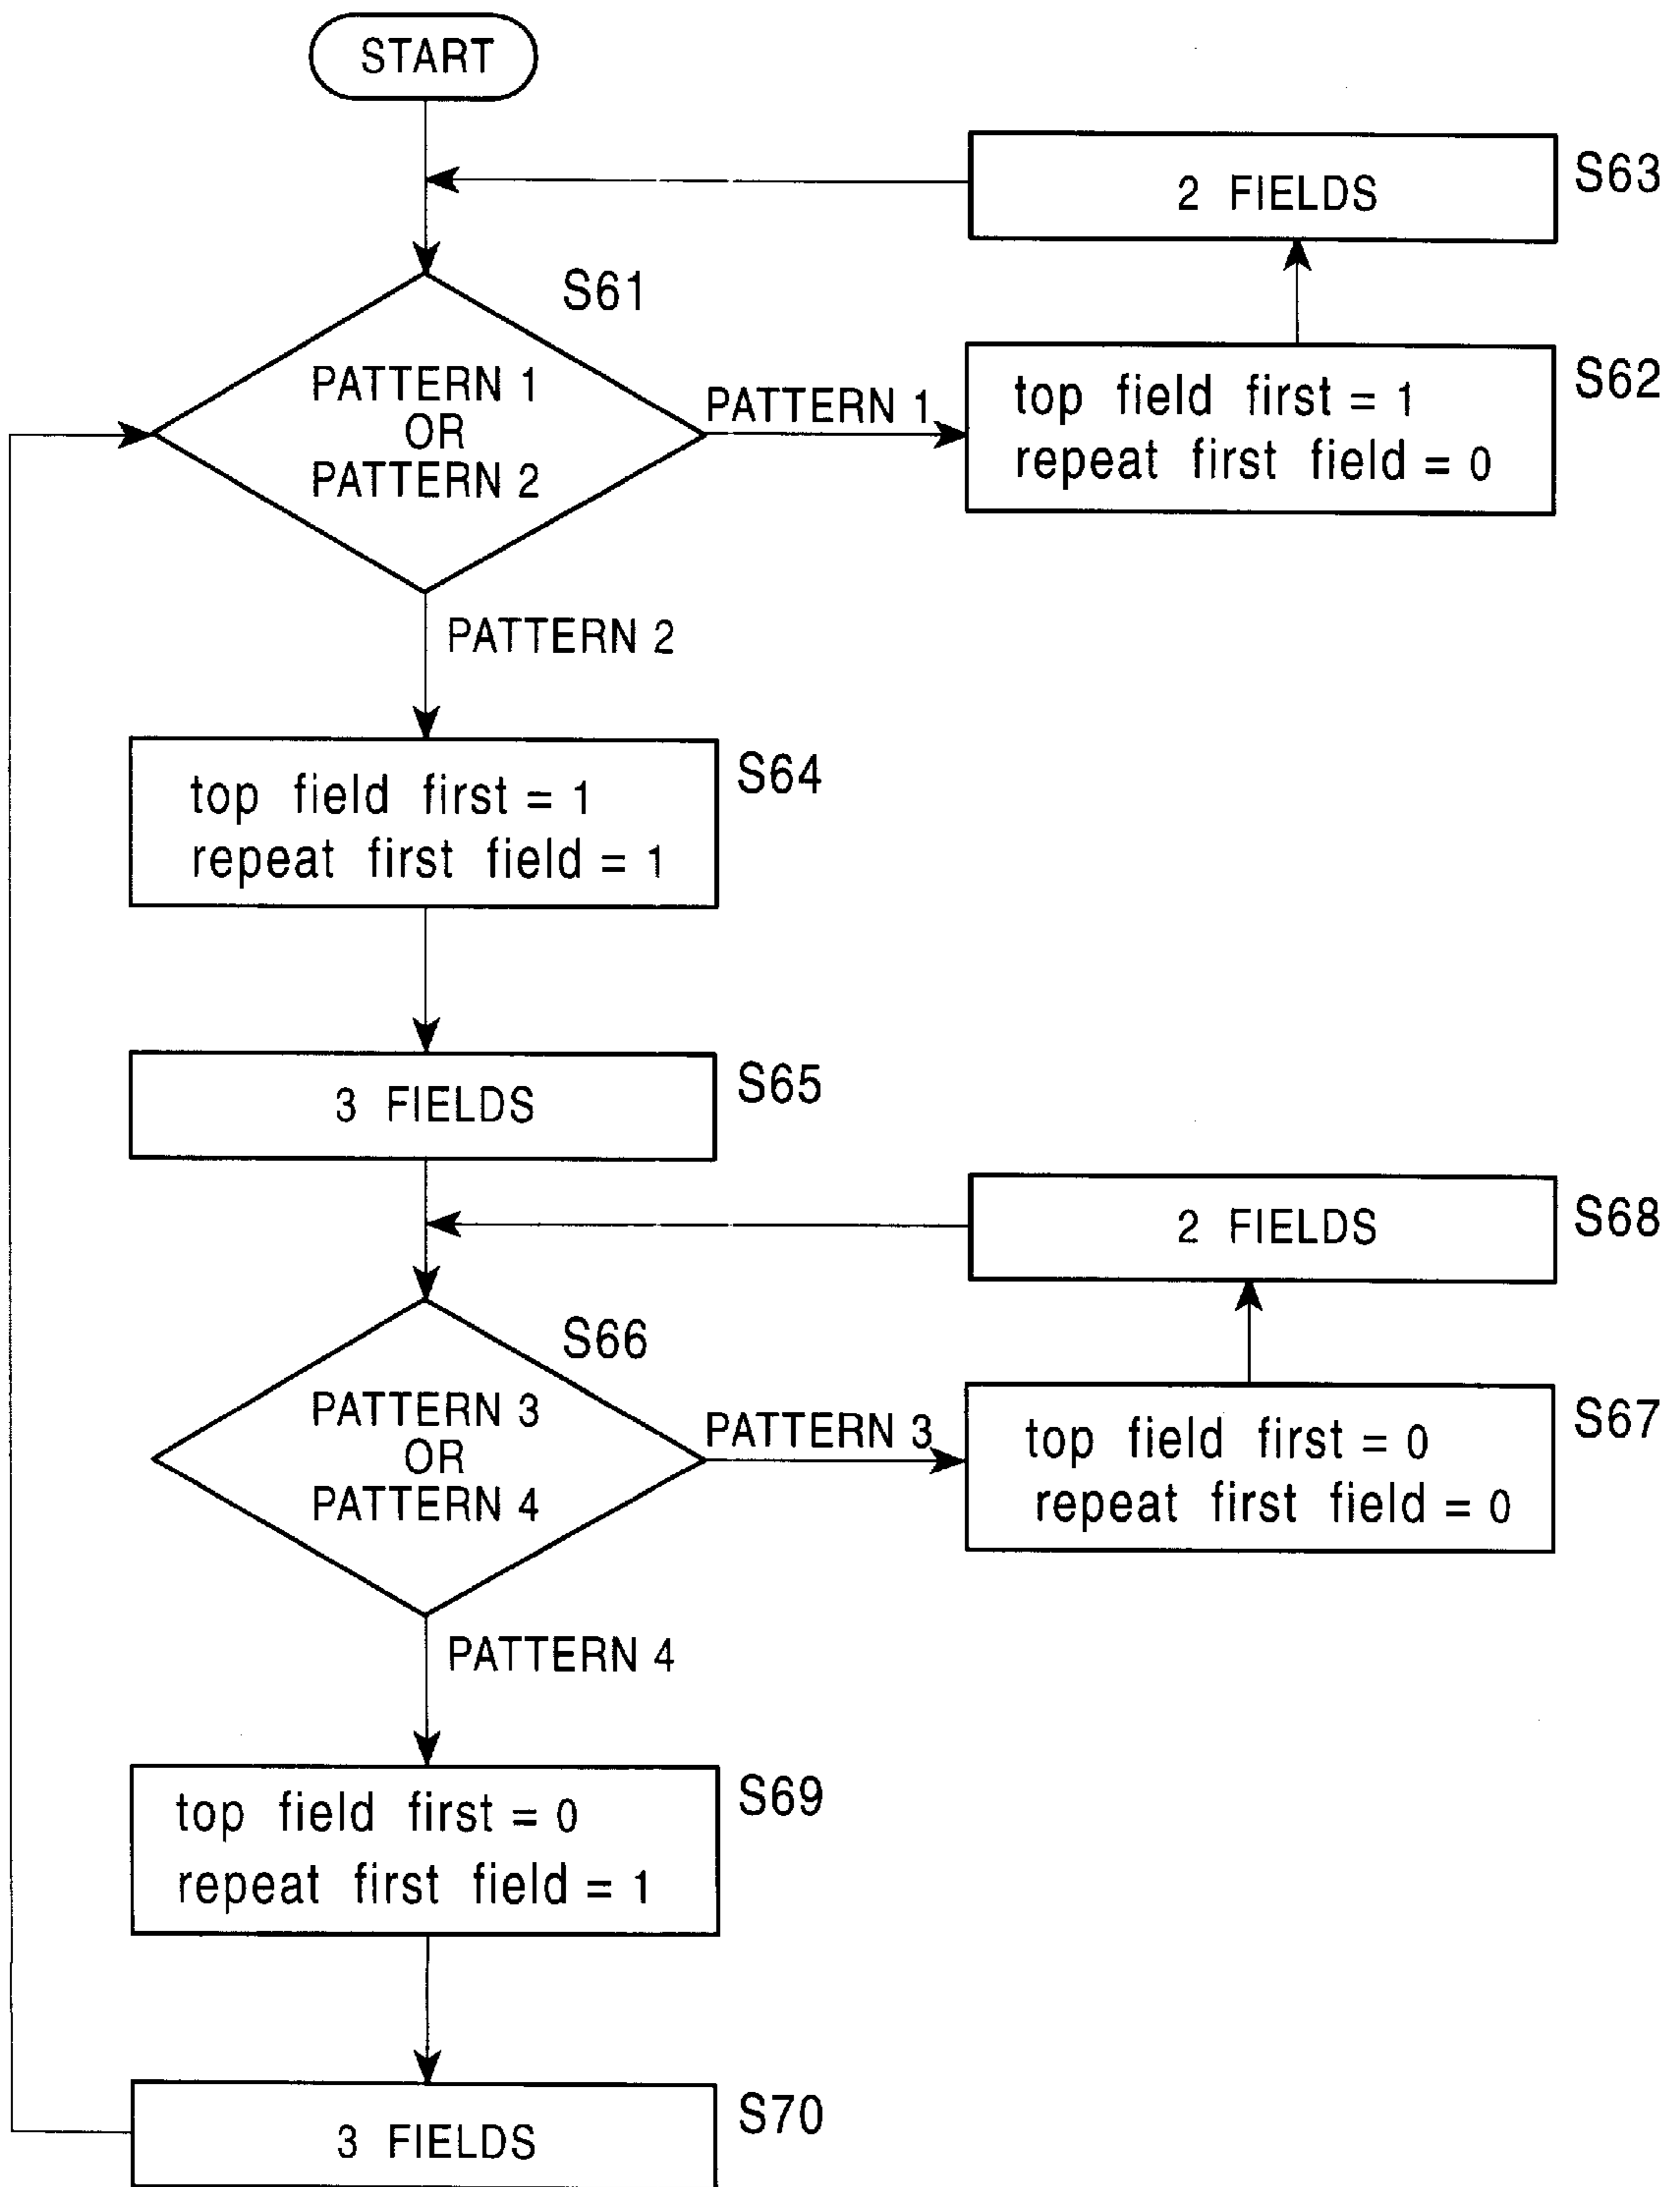 START
2 FIELDS
S63
S61
PATTERN 1
OR
PATTERN 2
PATTERN 1
top field first = 1
repeat first field = 0
S62
PATTERN 2
top field first = 1
repeat first field = 1
S64
3 FIELDS
S65
2 FIELDS
S68
S66
PATTERN 3
OR
PATTERN 4
PATTERN 3
top field first = 0
repeat first field = 0
S67
PATTERN 4
top field first = 0
repeat first field = 1
S69
3 FIELDS
S70